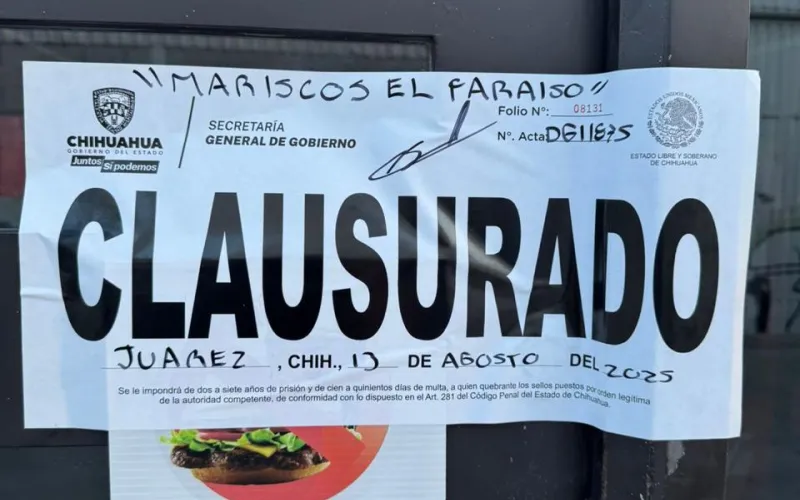 "MARISCOS EL PARAISO"
CHIHUAHUA
GOBIERNO DEL ESTADO
Juntos Sí podemos
SECRETARÍA
GENERAL DE GOBIERNO
Folio Nº: 08131
Nº. Acta DG11875
ESTADO LIBRE Y SOBERANO
DE CHIHUAHUA
CLAUSURADO
JUAREZ, CHIH., 13 DE AGOSTO DEL 2025
Se le impondrá de dos a siete años de prisión y de cien a quinientos días de multa, a quien quebrante los sellos puestos por orden legítima
de la autoridad competente, de conformidad con lo dispuesto en el Art. 281 del Código Penal del Estado de Chihuahua.